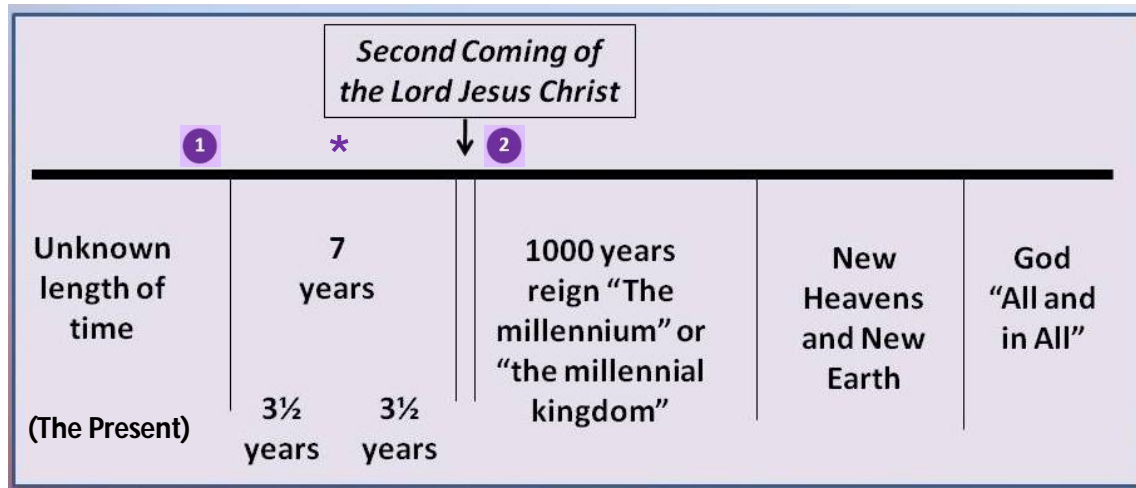 Second Coming of
the Lord Jesus Christ
1
*
2
Unknown
length of
time
(The Present)
7
years
3½
years
3½
years
1000 years
reign “The
millennium” or
“the millennial
kingdom”
New
Heavens
and New
Earth
God
“All and
in All”